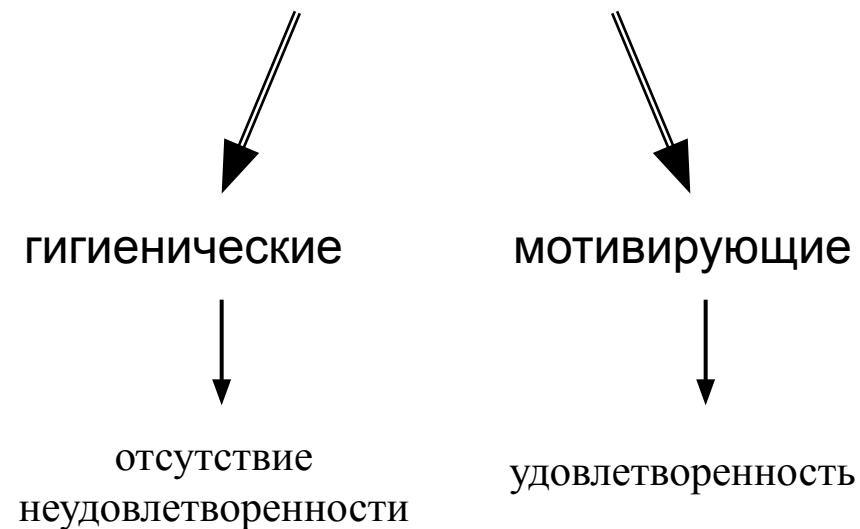 гигиенические
мотивирующие
отсутствие
неудовлетворенности
удовлетворенность